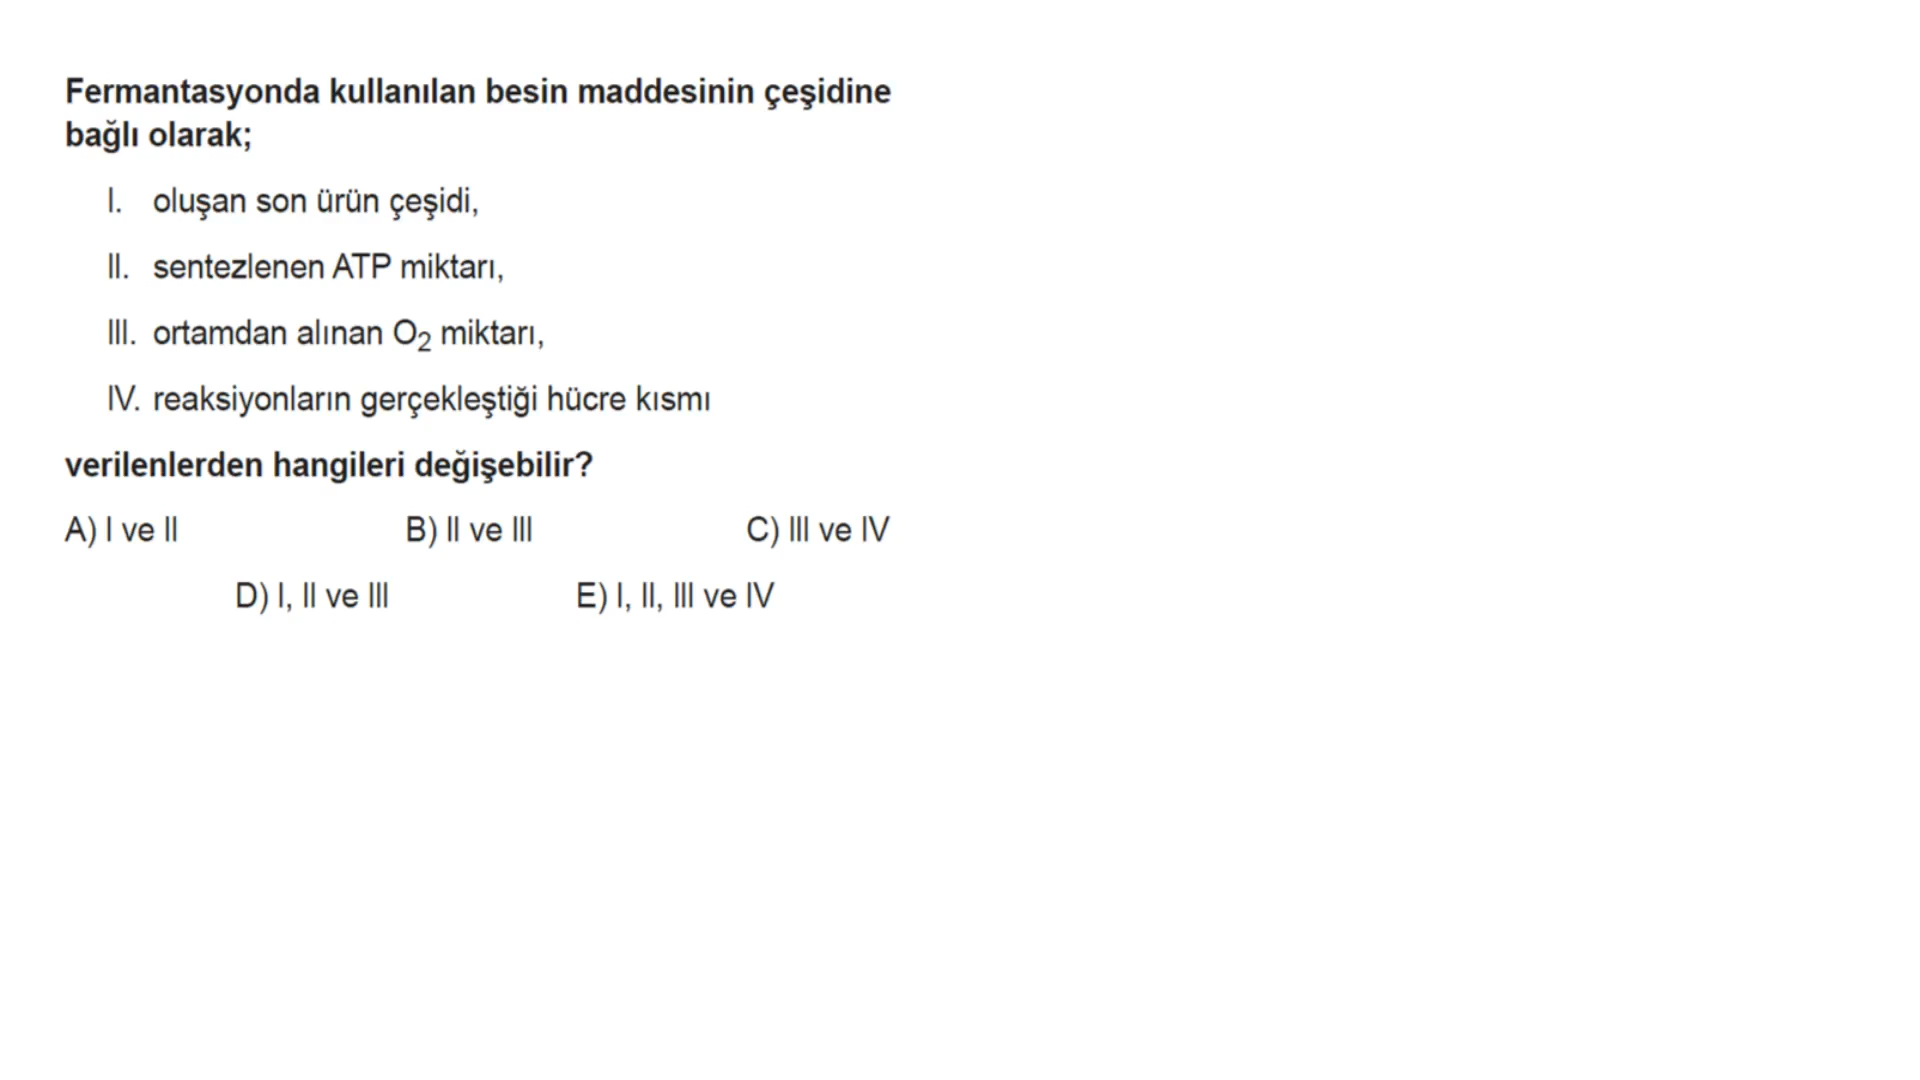 Fermantasyonda kullanılan besin maddesinin çeşidine
bağlı olarak;
I. oluşan son ürün çeşidi,
II. sentezlenen ATP miktarı,
III. ortamdan alınan O₂ miktarı,
IV. reaksiyonların gerçekleştiği hücre kısmı
verilenlerden hangileri değişebilir?
A) I ve II B) II ve III C) III ve IV
D) I, II ve III E) I, II, III ve IV